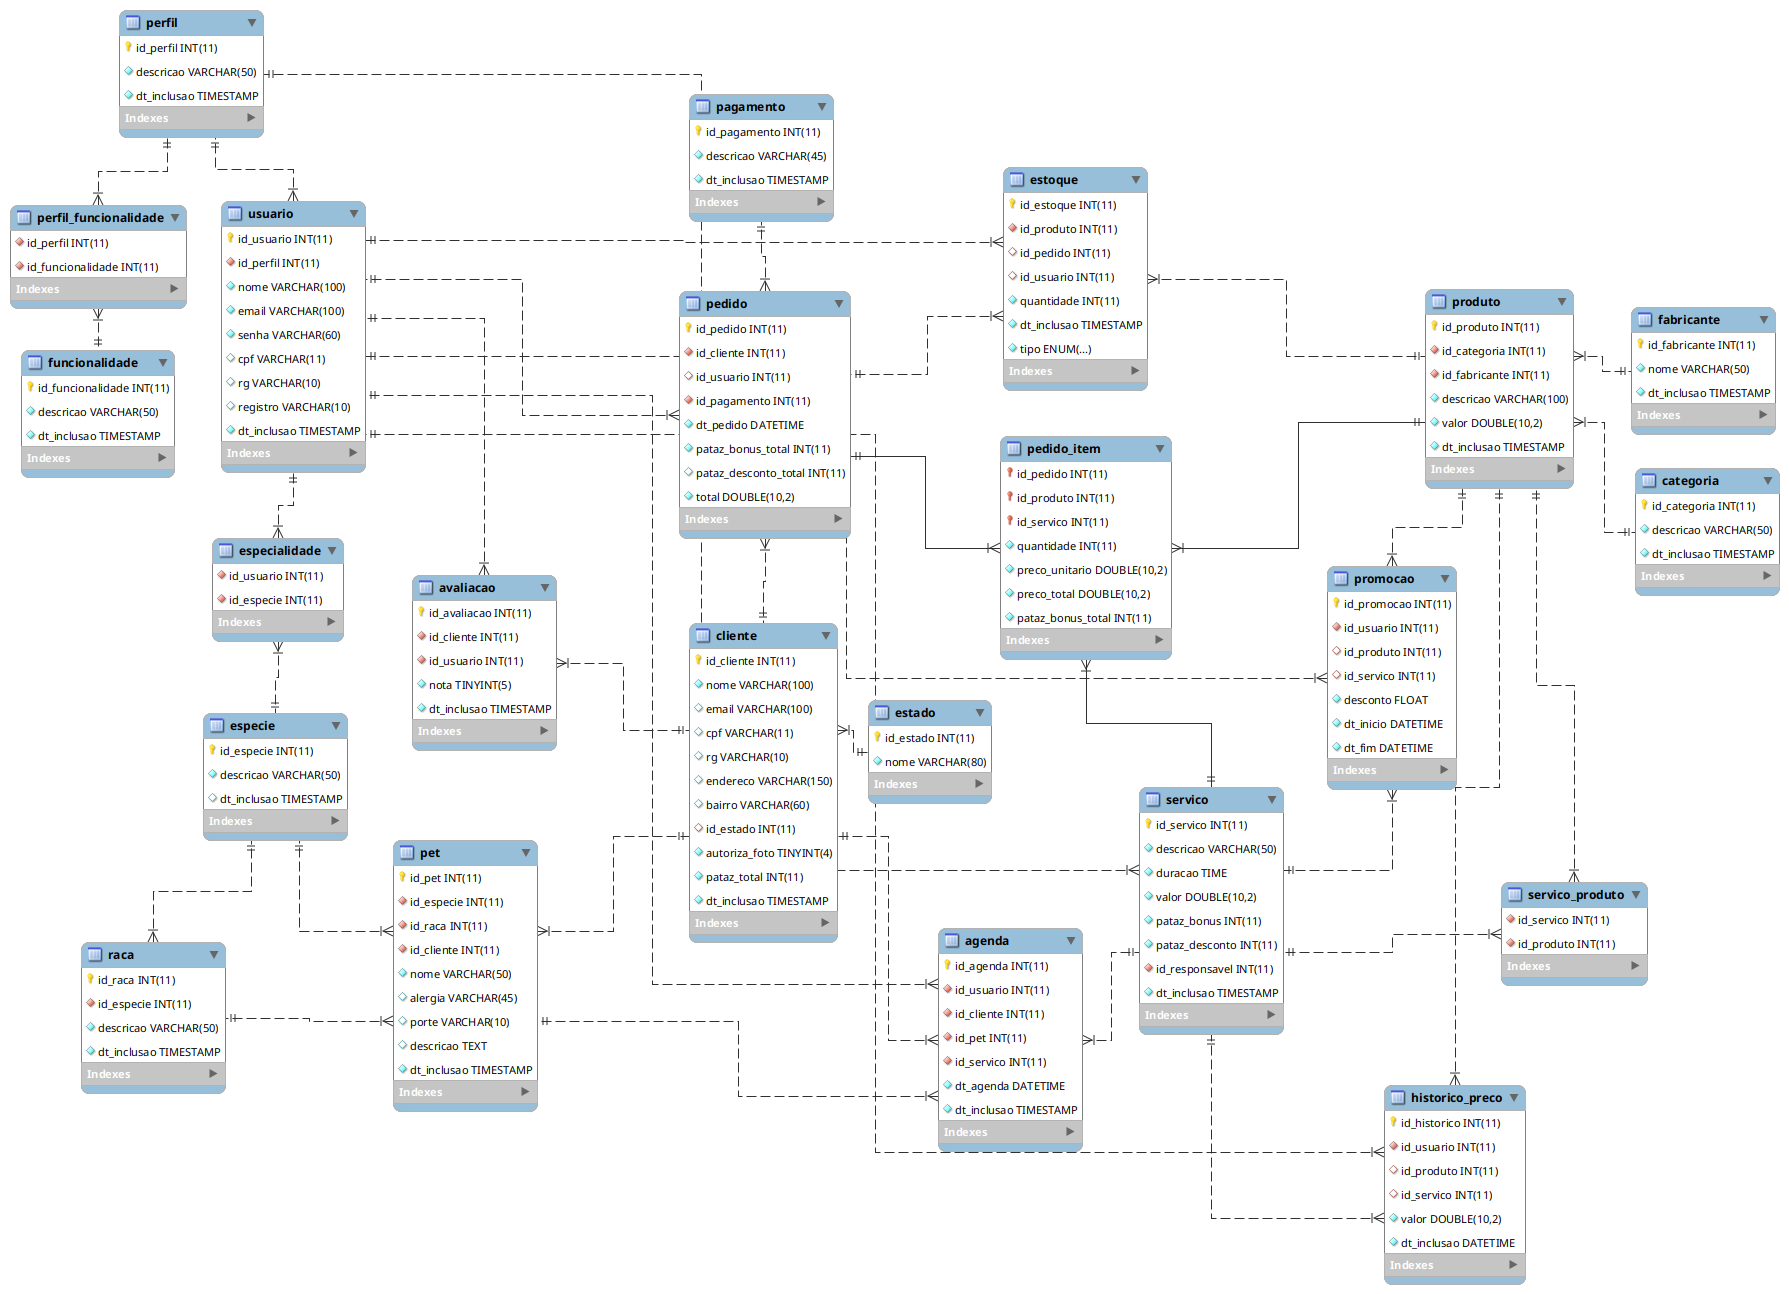 perfil
id_perfil INT(11)
descricao VARCHAR(50)
dt_inclusao TIMESTAMP
Indexes
perfil_funcionalidade
id_perfil INT(11)
id_funcionalidade INT(11)
Indexes
funcionalidade
id_funcionalidade INT(11)
descricao VARCHAR(50)
dt_inclusao TIMESTAMP
Indexes
usuario
id_usuario INT(11)
id_perfil INT(11)
nome VARCHAR(100)
email VARCHAR(100)
senha VARCHAR(60)
cpf VARCHAR(11)
rg VARCHAR(10)
registro VARCHAR(10)
dt_inclusao TIMESTAMP
Indexes
especialidade
id_usuario INT(11)
id_especie INT(11)
Indexes
especie
id_especie INT(11)
descricao VARCHAR(50)
dt_inclusao TIMESTAMP
Indexes
raca
id_raca INT(11)
id_especie INT(11)
descricao VARCHAR(50)
dt_inclusao TIMESTAMP
Indexes
avaliacao
id_avaliacao INT(11)
id_cliente INT(11)
id_usuario INT(11)
nota TINYINT(5)
dt_inclusao TIMESTAMP
Indexes
pet
id_pet INT(11)
id_especie INT(11)
id_raca INT(11)
id_cliente INT(11)
nome VARCHAR(50)
alergia VARCHAR(45)
porte VARCHAR(10)
descricao TEXT
dt_inclusao TIMESTAMP
Indexes
pagamento
id_pagamento INT(11)
descricao VARCHAR(45)
dt_inclusao TIMESTAMP
Indexes
pedido
id_pedido INT(11)
id_cliente INT(11)
id_usuario INT(11)
id_pagamento INT(11)
dt_pedido DATETIME
pataz_bonus_total INT(11)
pataz_desconto_total INT(11)
total DOUBLE(10,2)
Indexes
cliente
id_cliente INT(11)
nome VARCHAR(100)
email VARCHAR(100)
cpf VARCHAR(11)
rg VARCHAR(10)
endereco VARCHAR(150)
bairro VARCHAR(60)
id_estado INT(11)
autoriza_foto TINYINT(4)
pataz_total INT(11)
dt_inclusao TIMESTAMP
Indexes
estado
id_estado INT(11)
nome VARCHAR(80)
Indexes
agenda
id_agenda INT(11)
id_usuario INT(11)
id_cliente INT(11)
id_pet INT(11)
id_servico INT(11)
dt_agenda DATETIME
dt_inclusao TIMESTAMP
Indexes
estoque
id_estoque INT(11)
id_produto INT(11)
id_pedido INT(11)
id_usuario INT(11)
quantidade INT(11)
dt_inclusao TIMESTAMP
tipo ENUM(...)
Indexes
pedido_item
id_pedido INT(11)
id_produto INT(11)
id_servico INT(11)
quantidade INT(11)
preco_unitario DOUBLE(10,2)
preco_total DOUBLE(10,2)
pataz_bonus_total INT(11)
Indexes
servico
id_servico INT(11)
descricao VARCHAR(50)
duracao TIME
valor DOUBLE(10,2)
pataz_bonus INT(11)
pataz_desconto INT(11)
id_responsavel INT(11)
dt_inclusao TIMESTAMP
Indexes
produto
id_produto INT(11)
id_categoria INT(11)
id_fabricante INT(11)
descricao VARCHAR(100)
valor DOUBLE(10,2)
dt_inclusao TIMESTAMP
Indexes
fabricante
id_fabricante INT(11)
nome VARCHAR(50)
dt_inclusao TIMESTAMP
Indexes
categoria
id_categoria INT(11)
descricao VARCHAR(50)
dt_inclusao TIMESTAMP
Indexes
promocao
id_promocao INT(11)
id_usuario INT(11)
id_produto INT(11)
id_servico INT(11)
desconto FLOAT
dt_inicio DATETIME
dt_fim DATETIME
Indexes
servico_produto
id_servico INT(11)
id_produto INT(11)
Indexes
historico_preco
id_historico INT(11)
id_usuario INT(11)
id_produto INT(11)
id_servico INT(11)
valor DOUBLE(10,2)
dt_inclusao DATETIME
Indexes